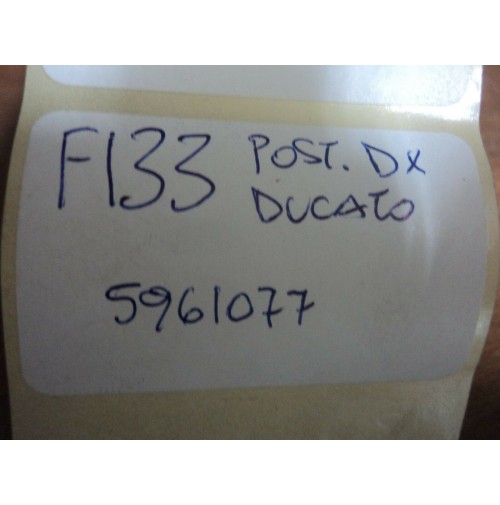 F133 POST. DX
DUCATO
5961077